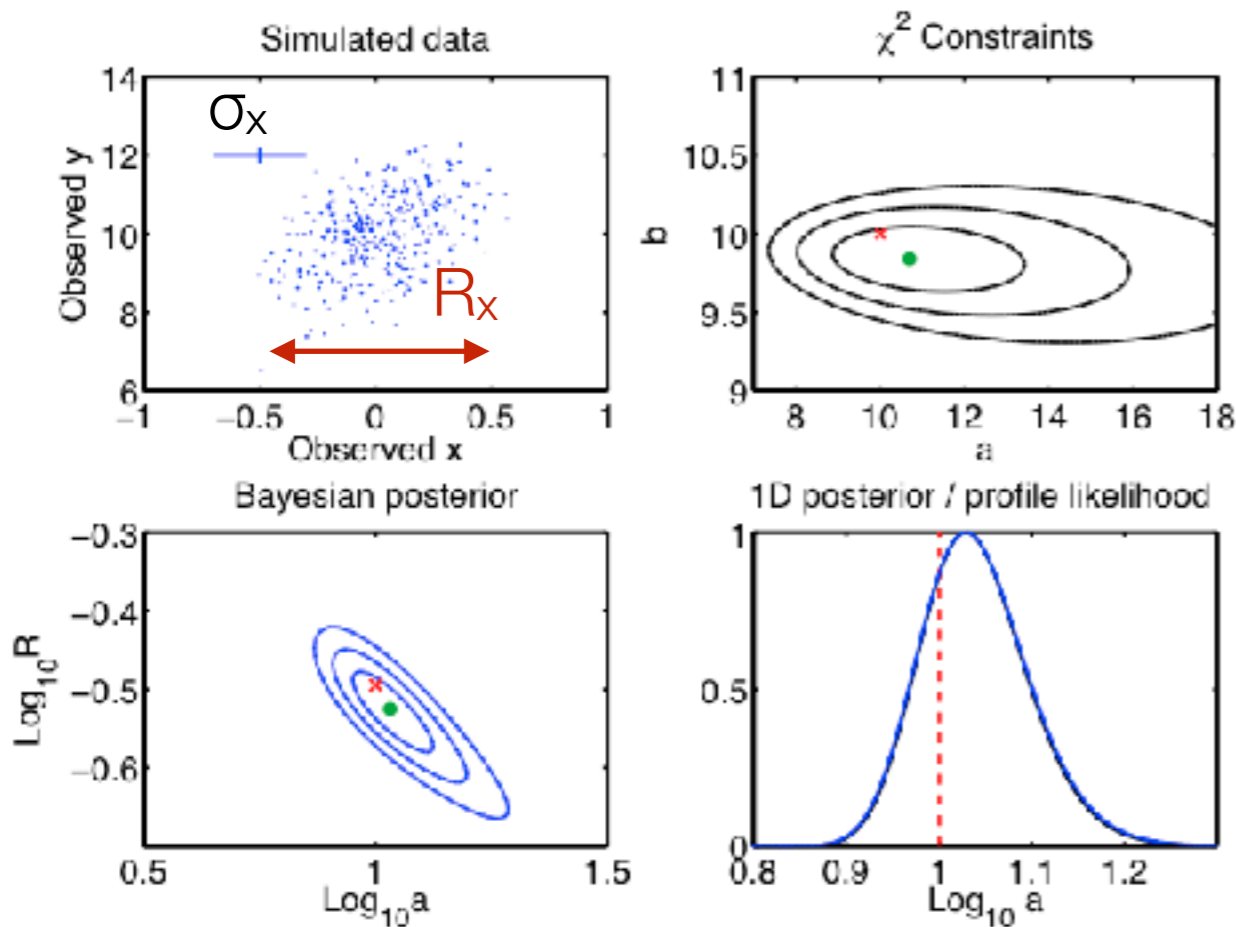 Simulated data
14
12
10
8
6
σx
Rx
Observed y
−1
−0.5
0
0.5
1
Observed x
χ² Constraints
11
10.5
10
9.5
9
b
8
10
12
14
16
18
a
Bayesian posterior
−0.3
−0.4
−0.5
−0.6
Log₁₀R
0.5
1
1.5
Log₁₀a
1D posterior / profile likelihood
1
0.5
0
0.8
0.9
1
1.1
1.2
Log₁₀ a